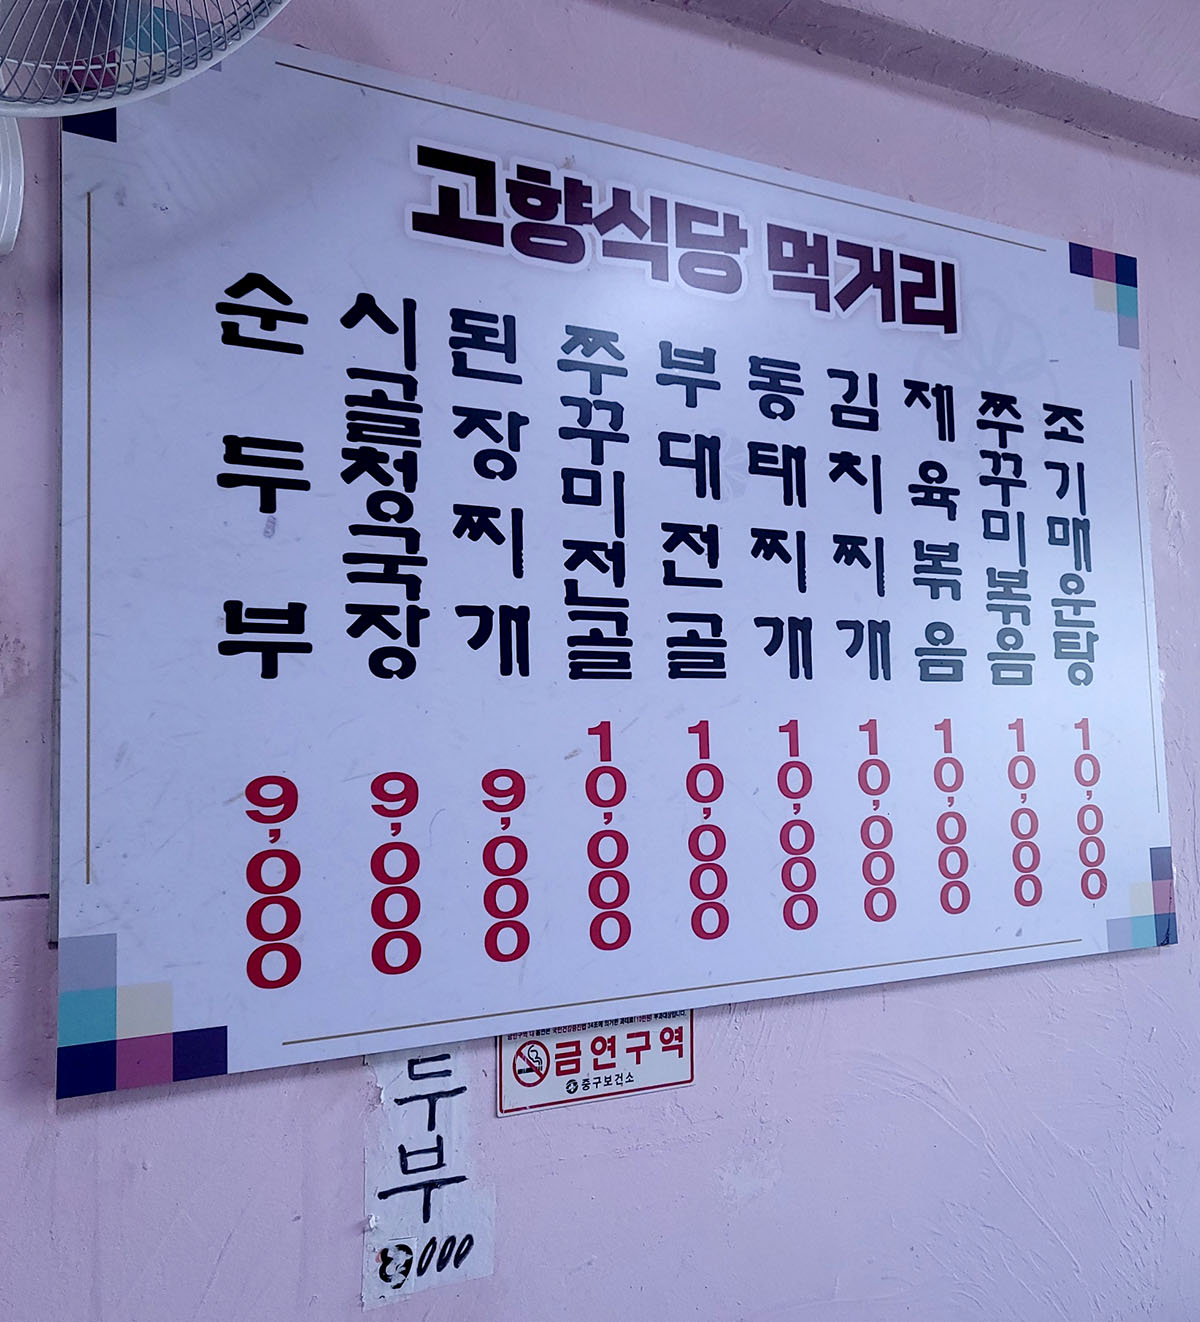 고향식당 먹거리
순두부
9,000
시골청국장
9,000
된장찌개
9,000
쭈꾸미전골
10,000
부대전골
10,000
동태찌개
10,000
김치찌개
10,000
제육볶음
10,000
쭈꾸미볶음
10,000
조기매운탕
10,000
금연구역
중구보건소
두부
000